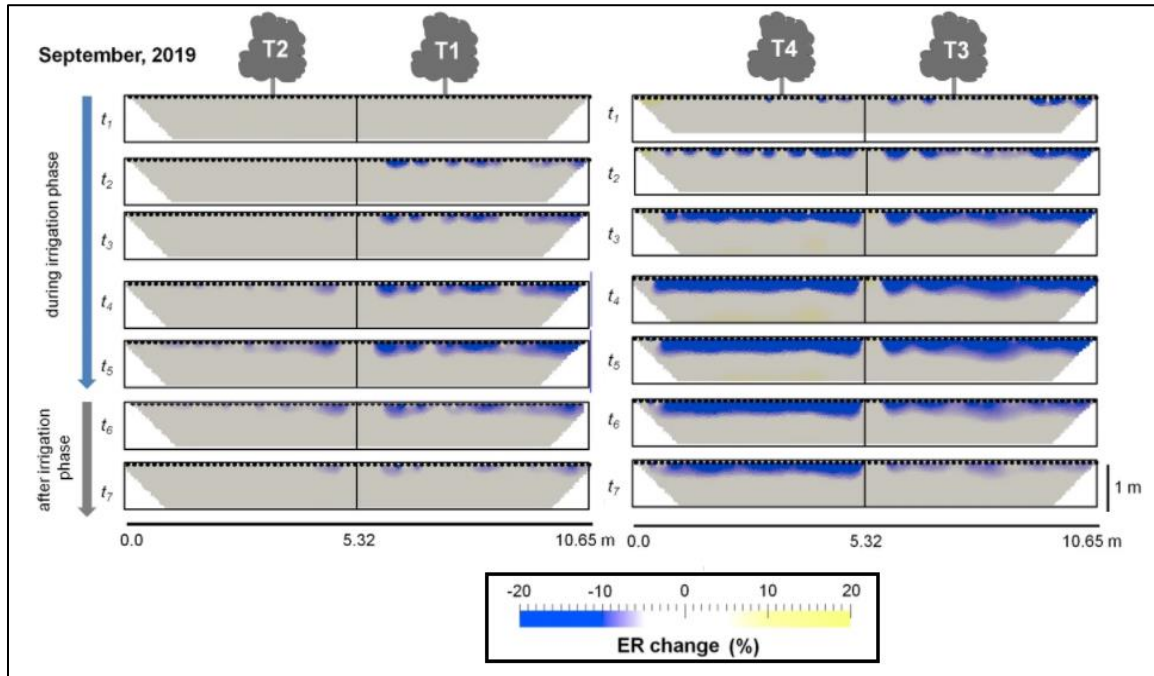 September, 2019
T2
T1
T4
T3
during irrigation phase
after irrigation
phase
t1
t2
t3
t4
t5
t6
t7
t1
t2
t3
t4
t5
t6
t7
1 m
0.0 5.32 10.65 m
0.0 5.32 10.65 m
-20 -10 0 10 20
ER change (%)